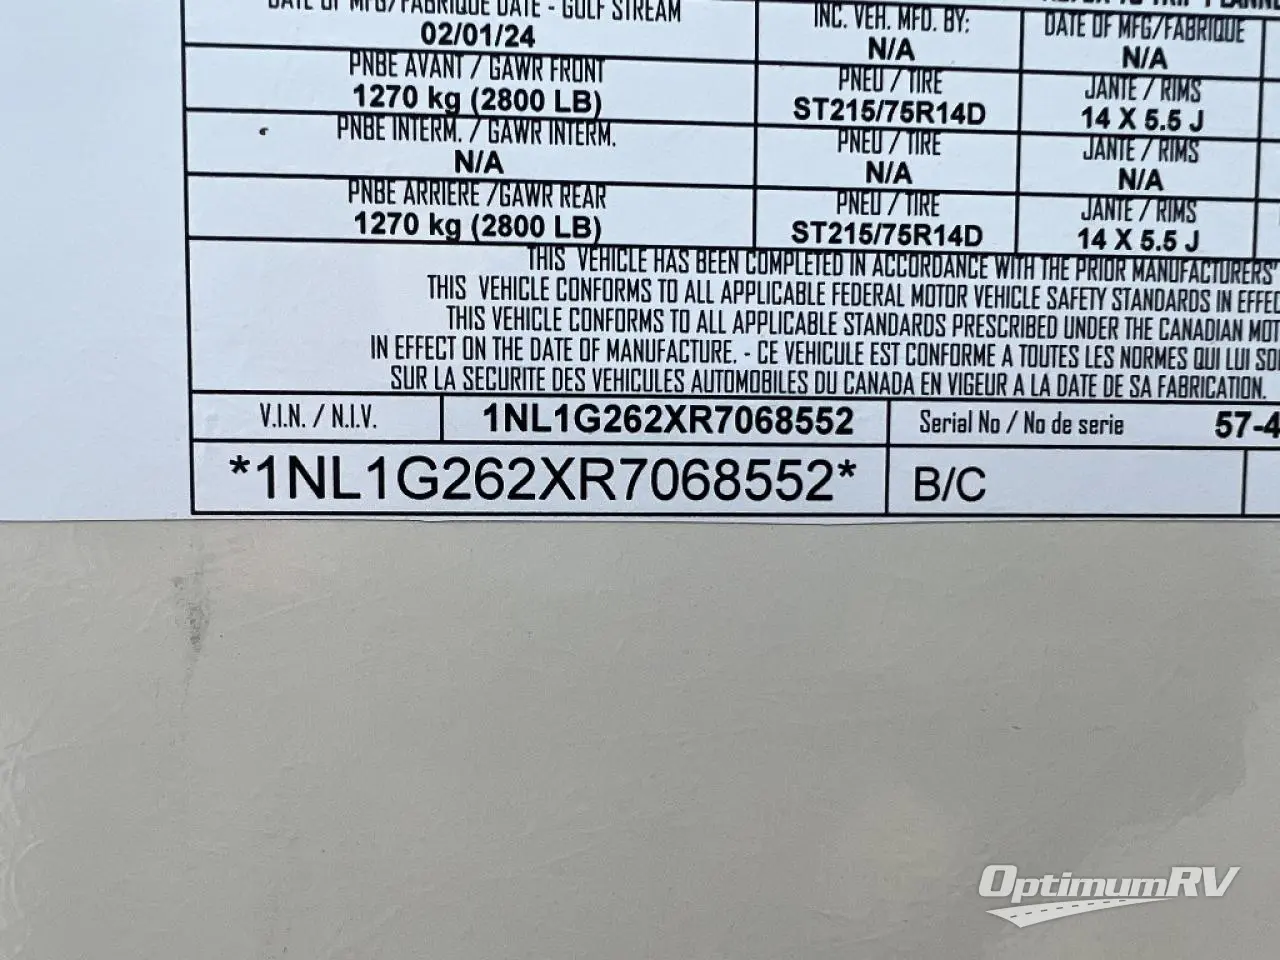 DATE OF MFG/FABRIQUE DATE - GULF STREAM
INC. VEH. MFD. BY:
DATE OF MFG/FABRIQUE
02/01/24
N/A
N/A
PNBE AVANT / GAWR FRONT
PNEU / TIRE
JANTE / RIMS
1270 kg (2800 LB)
ST215/75R14D
14 X 5.5 J
PNBE INTERM. / GAWR INTERM.
PNEU / TIRE
JANTE / RIMS
N/A
N/A
N/A
PNBE ARRIERE /GAWR REAR
PNEU / TIRE
JANTE / RIMS
1270 kg (2800 LB)
ST215/75R14D
14 X 5.5 J
THIS VEHICLE HAS BEEN COMPLETED IN ACCORDANCE WITH THE PRIOR MANUFACTURERS'
THIS VEHICLE CONFORMS TO ALL APPLICABLE FEDERAL MOTOR VEHICLE SAFETY STANDARDS IN EFFEC
THIS VEHICLE CONFORMS TO ALL APPLICABLE STANDARDS PRESCRIBED UNDER THE CANADIAN MOT
IN EFFECT ON THE DATE OF MANUFACTURE. - CE VEHICULE EST CONFORME A TOUTES LES NORMES QUI LUI SO
SUR LA SECURITE DES VEHICULES AUTOMOBILES DU CANADA EN VIGEUR A LA DATE DE SA FABRICATION.
V.I.N. / N.I.V.
1NL1G262XR7068552
Serial No / No de serie
57-4
*1NL1G262XR7068552*
B/C
OptimumRV